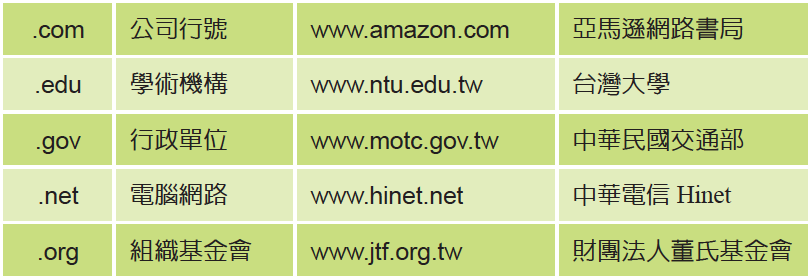 .com 公司行號 www.amazon.com 亞馬遜網路書局
.edu 學術機構 www.ntu.edu.tw 台灣大學
.gov 行政單位 www.motc.gov.tw 中華民國交通部
.net 電腦網路 www.hinet.net 中華電信 Hinet
.org 組織基金會 www.jtf.org.tw 財團法人董氏基金會